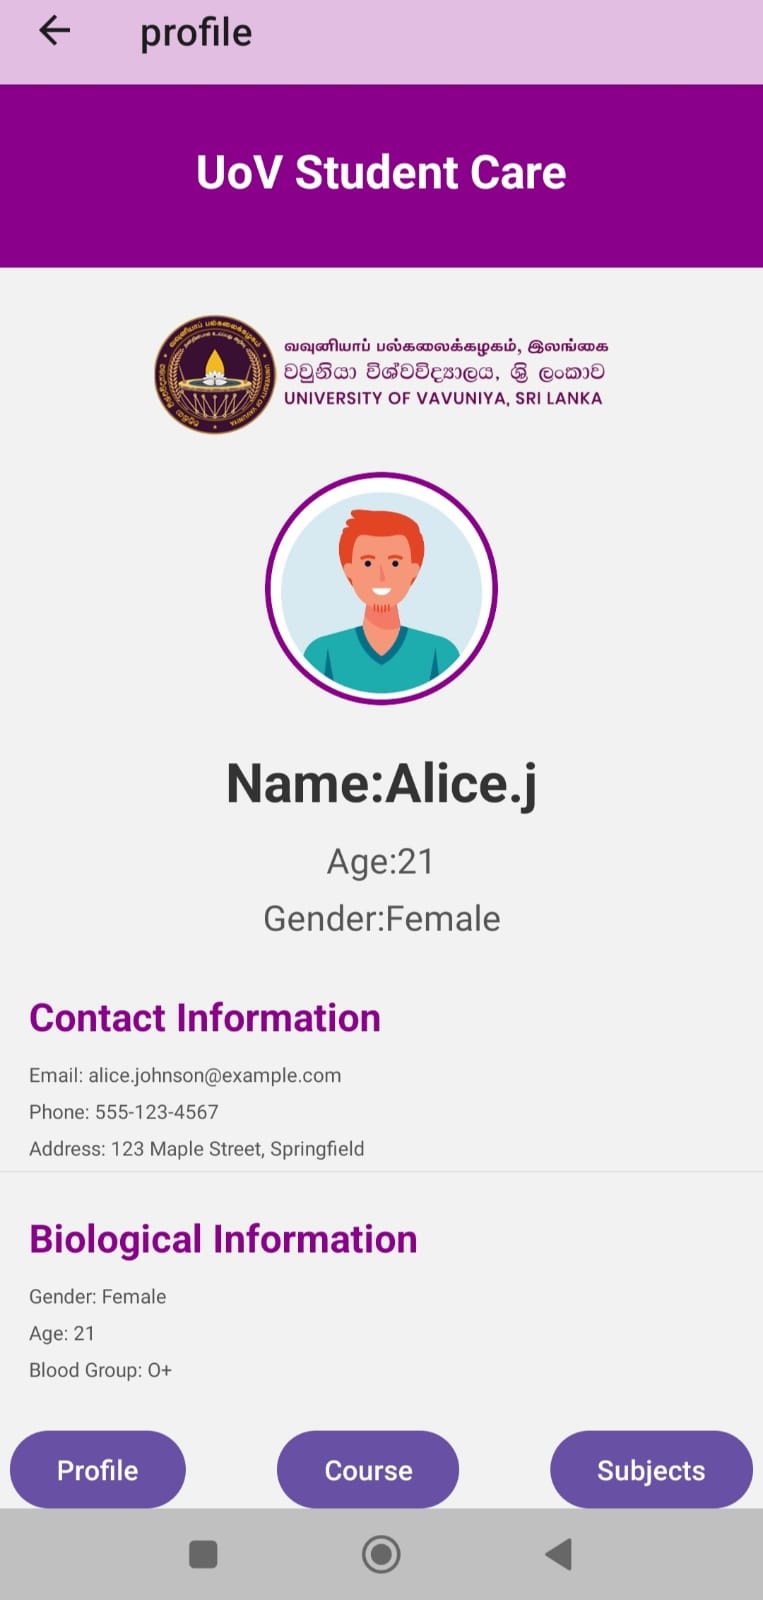 profile
UoV Student Care
வவுனியாப் பல்கலைக்கழகம், இலங்கை
වවුනියා විශ්වවිද්‍යාලය, ශ්‍රි ලංකාව
UNIVERSITY OF VAVUNIYA, SRI LANKA
Name:Alice.j
Age:21
Gender:Female
Contact Information
Email: alice.johnson@example.com
Phone: 555-123-4567
Address: 123 Maple Street, Springfield
Biological Information
Gender: Female
Age: 21
Blood Group: O+
Profile
Course
Subjects